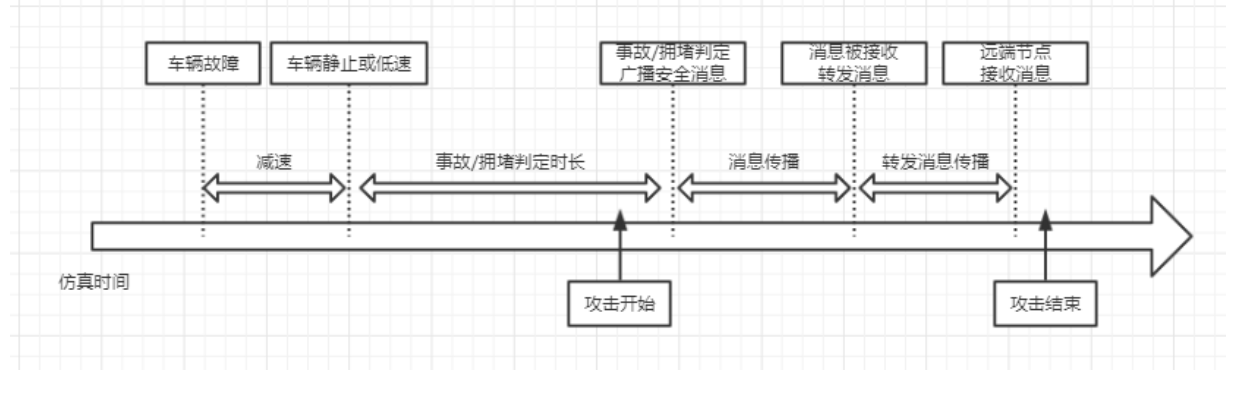 车辆故障
车辆静止或低速
事故/拥堵判定
广播安全消息
消息被接收
转发消息
远端节点
接收消息
减速
事故/拥堵判定时长
消息传播
转发消息传播
仿真时间
攻击开始
攻击结束